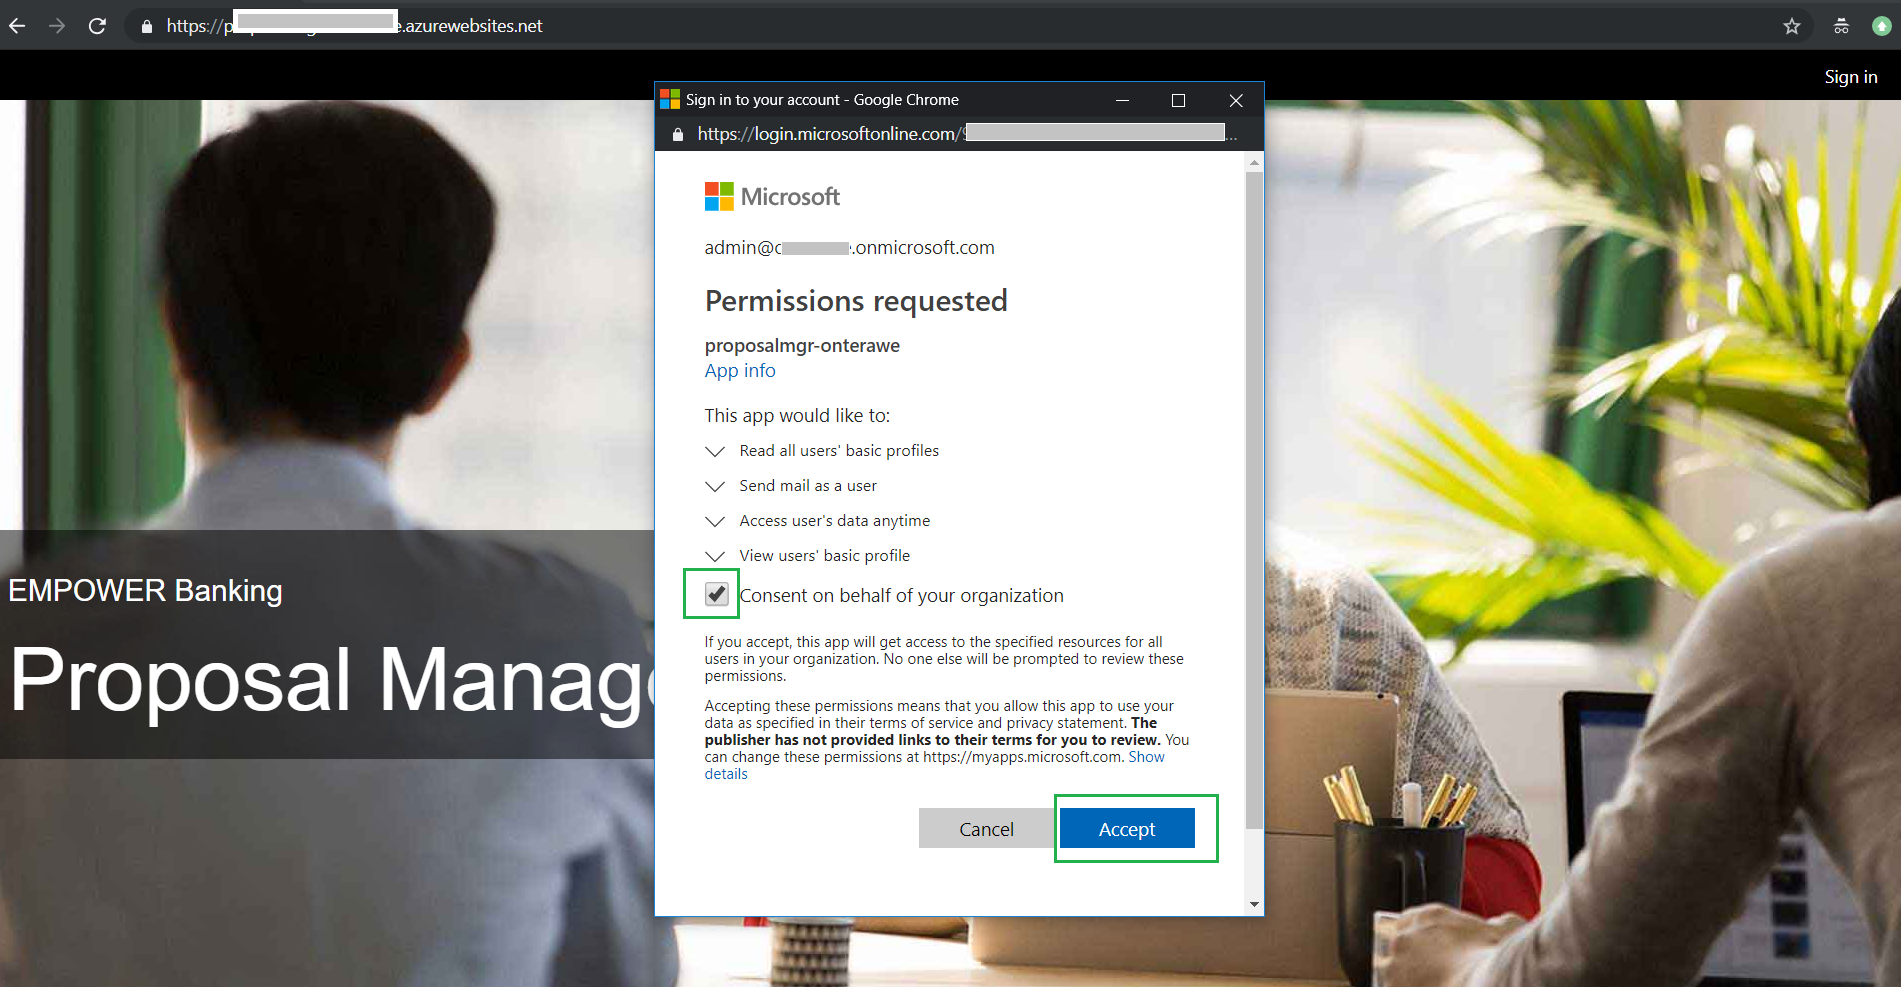 https://p .azurewebsites.net
Sign in
Sign in to your account - Google Chrome
https://login.microsoftonline.com/ ...
Microsoft
admin@c e.onmicrosoft.com
Permissions requested
proposalmgr-onterawe
App info
This app would like to:
Read all users' basic profiles
Send mail as a user
Access user's data anytime
View users' basic profile
Consent on behalf of your organization
If you accept, this app will get access to the specified resources for all
users in your organization. No one else will be prompted to review these
permissions.
Accepting these permissions means that you allow this app to use your
data as specified in their terms of service and privacy statement. The
publisher has not provided links to their terms for you to review. You
can change these permissions at https://myapps.microsoft.com. Show
details
Cancel
Accept
EMPOWER Banking
Proposal Manage